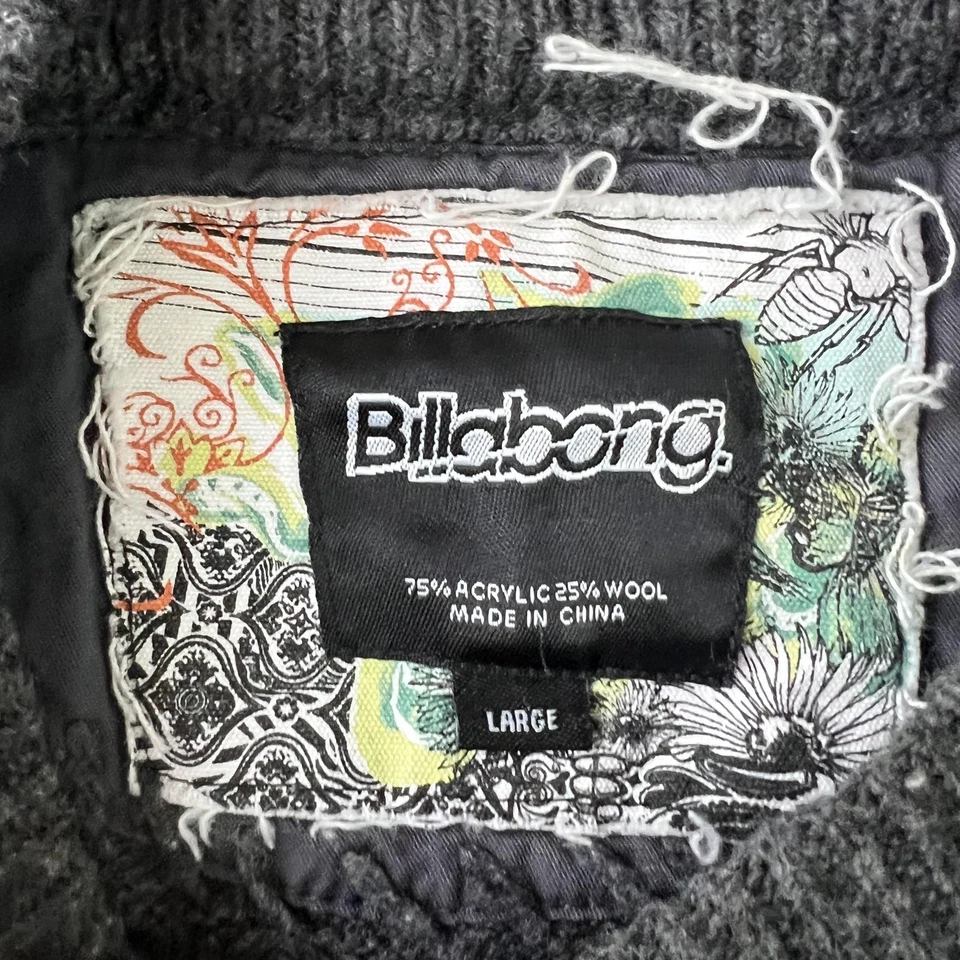 Billabong.
75% ACRYLIC 25% WOOL
MADE IN CHINA
LARGE